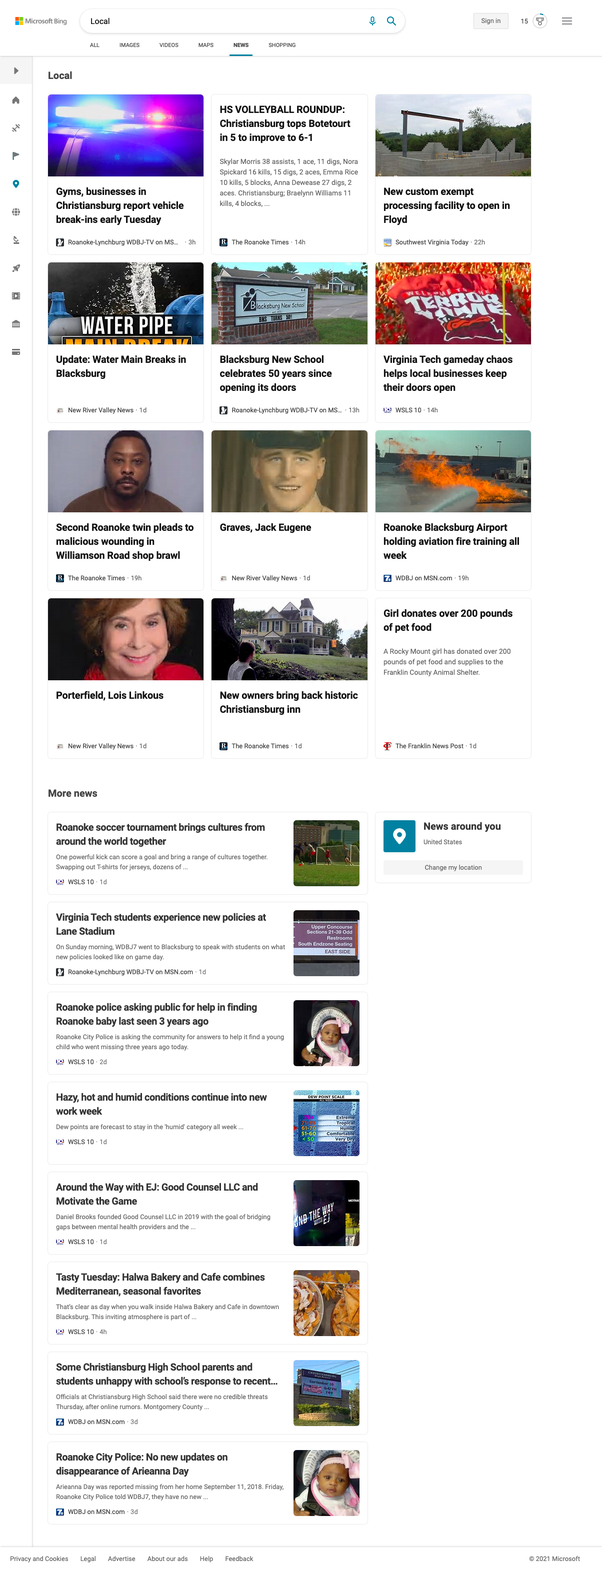 Microsoft Bing
Local
Sign in
15
ALL
IMAGES
VIDEOS
MAPS
NEWS
SHOPPING
Local
Gyms, businesses in
Christiansburg report vehicle
break-ins early Tuesday
Roanoke-Lynchburg WDBJ-TV on MS... · 3h
HS VOLLEYBALL ROUNDUP:
Christiansburg tops Botetourt
in 5 to improve to 6-1
Skylar Morris 38 assists, 1 ace, 11 digs, Nora
Spickard 16 kills, 15 digs, 2 aces, Emma Rice
10 kills, 5 blocks, Anna Dewease 27 digs, 2
aces. Christiansburg; Braelynn Williams 11
kills, 4 blocks, ...
The Roanoke Times · 14h
New custom exempt
processing facility to open in
Floyd
Southwest Virginia Today · 22h
WATER PIPE
MAIN BREAK
Update: Water Main Breaks in
Blacksburg
New River Valley News · 1d
Blacksburg New School
Blacksburg New School
celebrates 50 years since
opening its doors
Roanoke-Lynchburg WDBJ-TV on MS... · 13h
TERROR
Virginia Tech gameday chaos
helps local businesses keep
their doors open
WSLS 10 · 14h
Second Roanoke twin pleads to
malicious wounding in
Williamson Road shop brawl
The Roanoke Times · 19h
Graves, Jack Eugene
New River Valley News · 1d
Roanoke Blacksburg Airport
holding aviation fire training all
week
WDBJ on MSN.com · 19h
Porterfield, Lois Linkous
New River Valley News · 1d
New owners bring back historic
Christiansburg inn
The Roanoke Times · 1d
Girl donates over 200 pounds
of pet food
A Rocky Mount girl has donated over 200
pounds of pet food and supplies to the
Franklin County Animal Shelter.
The Franklin News Post · 1d
More news
Roanoke soccer tournament brings cultures from
around the world together
One powerful kick can score a goal and bring a range of cultures together.
Swapping out T-shirts for jerseys, dozens of ...
WSLS 10 · 1d
News around you
United States
Change my location
Virginia Tech students experience new policies at
Lane Stadium
On Sunday morning, WDBJ7 went to Blacksburg to speak with students on what
new policies looked like on game day.
Roanoke-Lynchburg WDBJ-TV on MSN.com · 1d
Upper Concourse
Sections 21-39 Odd
Restrooms
South Endzone Seating
EAST SIDE
Roanoke police asking public for help in finding
Roanoke baby last seen 3 years ago
Roanoke City Police is asking the community for answers to help it find a young
child who went missing three years ago today.
WSLS 10 · 2d
Hazy, hot and humid conditions continue into new
work week
Dew points are forecast to stay in the 'humid' category all week ...
WSLS 10 · 1d
DEW POINT SCALE
Around the Way with EJ: Good Counsel LLC and
Motivate the Game
Daniel Brooks founded Good Counsel LLC in 2019 with the goal of bridging
gaps between mental health providers and the ...
WSLS 10 · 1d
Tasty Tuesday: Halwa Bakery and Cafe combines
Mediterranean, seasonal favorites
That's clear as day when you walk inside Halwa Bakery and Cafe in downtown
Blacksburg. This inviting atmosphere is part of ...
WSLS 10 · 4h
Some Christiansburg High School parents and
students unhappy with school's response to recent...
Officials at Christiansburg High School said there were no credible threats
Thursday, after online rumors. Montgomery County ...
WDBJ on MSN.com · 3d
Roanoke City Police: No new updates on
disappearance of Arieanna Day
Arieanna Day was reported missing from her home September 11, 2018. Friday,
Roanoke City Police told WDBJ7, they have no new ...
WDBJ on MSN.com · 3d
Privacy and Cookies
Legal
Advertise
About our ads
Help
Feedback
© 2021 Microsoft